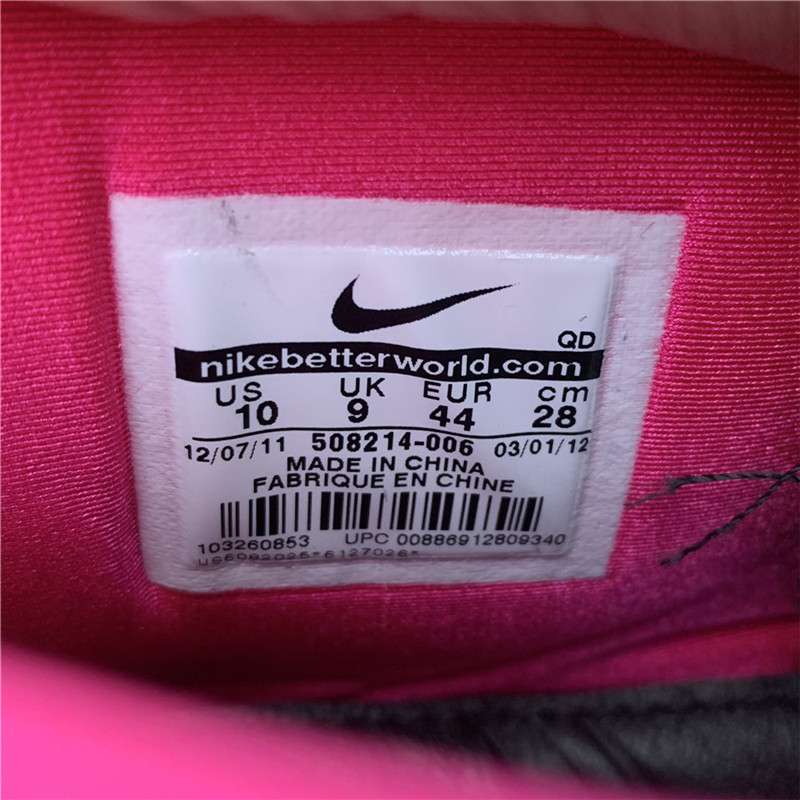 QD
nikebetterworld.com
US UK EUR cm
10 9 44 28
12/07/11 508214-006 03/01/12
MADE IN CHINA
FABRIQUE EN CHINE
103260853 UPC 00886912809340